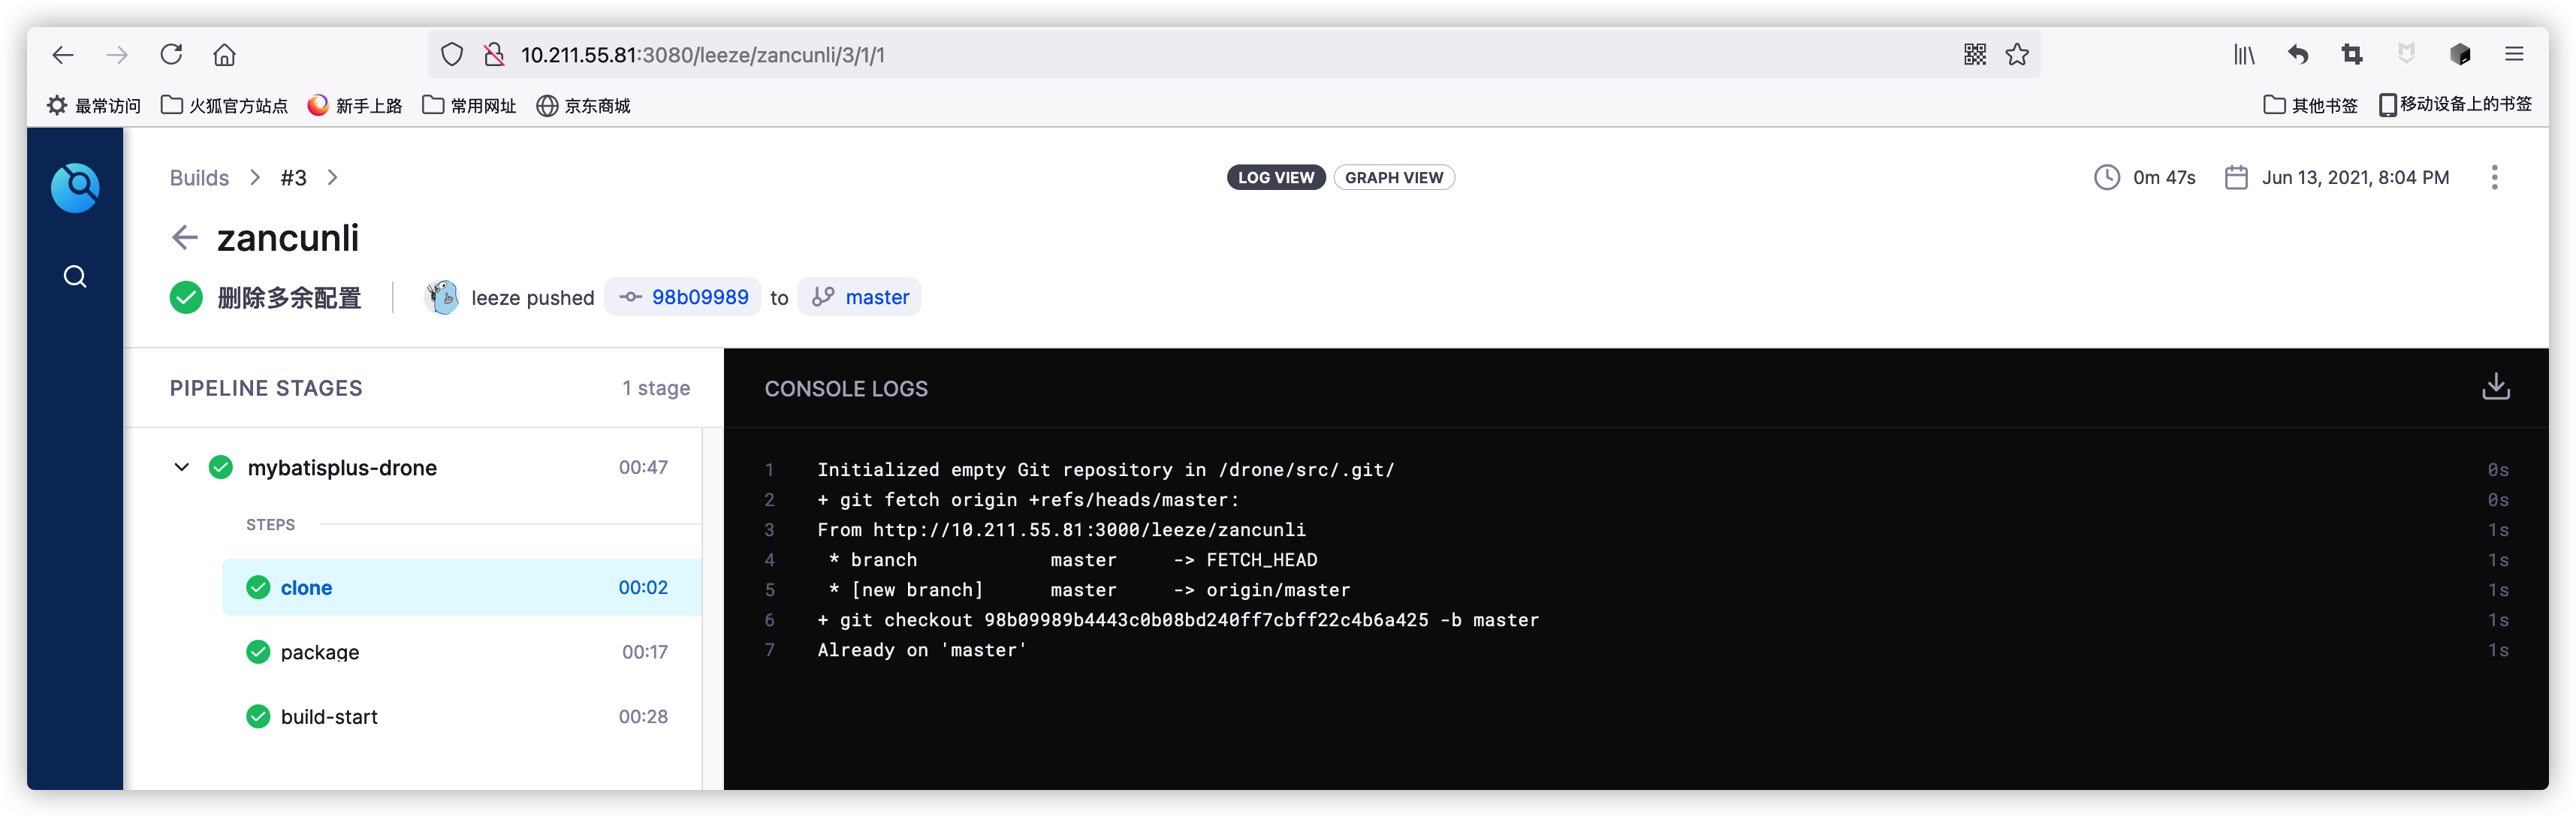 10.211.55.81:3080/leeze/zancunli/3/1/1
最常访问 火狐官方站点 新手上路 常用网址 京东商城 其他书签 移动设备上的书签
Builds > #3 > LOG VIEW GRAPH VIEW 0m 47s Jun 13, 2021, 8:04 PM
zancunli
删除多余配置 leeze pushed 98b09989 to master
PIPELINE STAGES 1 stage
mybatisplus-drone 00:47
STEPS
clone 00:02
package 00:17
build-start 00:28
CONSOLE LOGS
1 Initialized empty Git repository in /drone/src/.git/ 0s
2 + git fetch origin +refs/heads/master: 0s
3 From http://10.211.55.81:3000/leeze/zancunli 1s
4 * branch master -> FETCH_HEAD 1s
5 * [new branch] master -> origin/master 1s
6 + git checkout 98b09989b4443c0b08bd240ff7cbff22c4b6a425 -b master 1s
7 Already on 'master' 1s